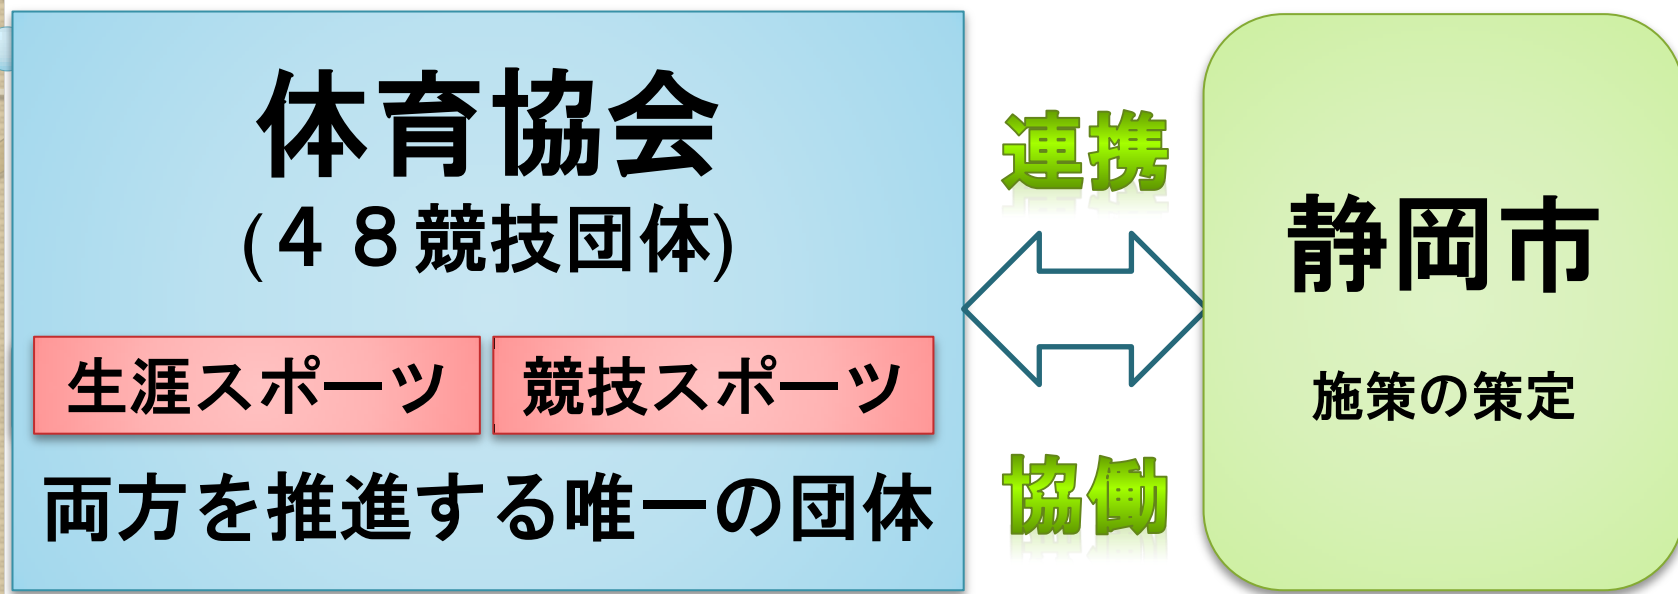 体育協会
(４８競技団体)
生涯スポーツ
競技スポーツ
両方を推進する唯一の団体
連携
協働
静岡市
施策の策定